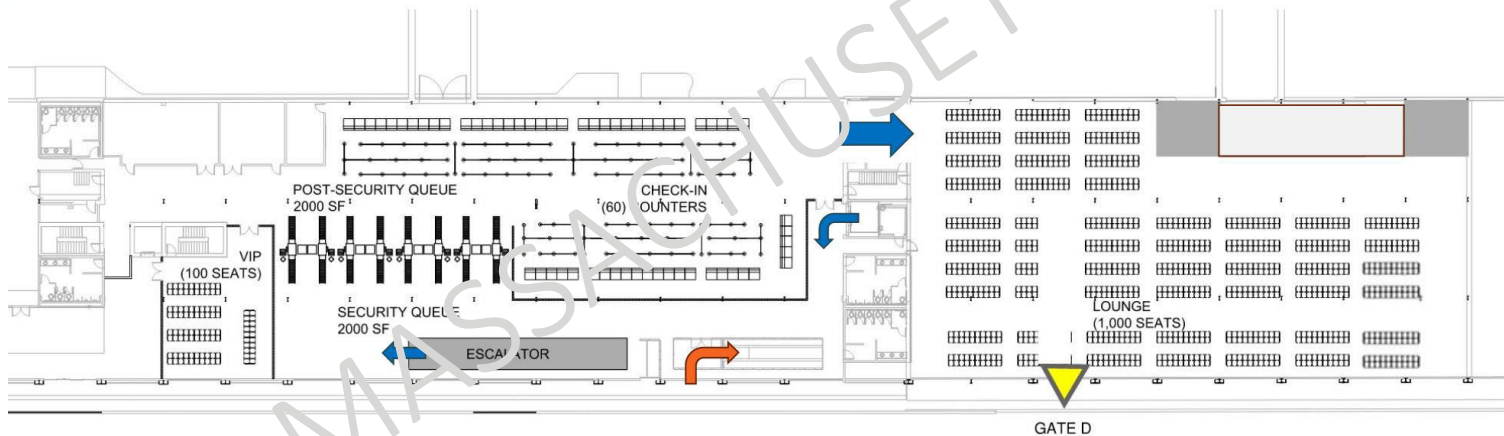 MASSACHUSET
POST-SECURITY QUEUE
2000 SF
CHECK-IN
(60) COUNTERS
VIP
(100 SEATS)
SECURITY QUEUE
2000 SF
ESCALATOR
LOUNGE
(1,000 SEATS)
GATE D